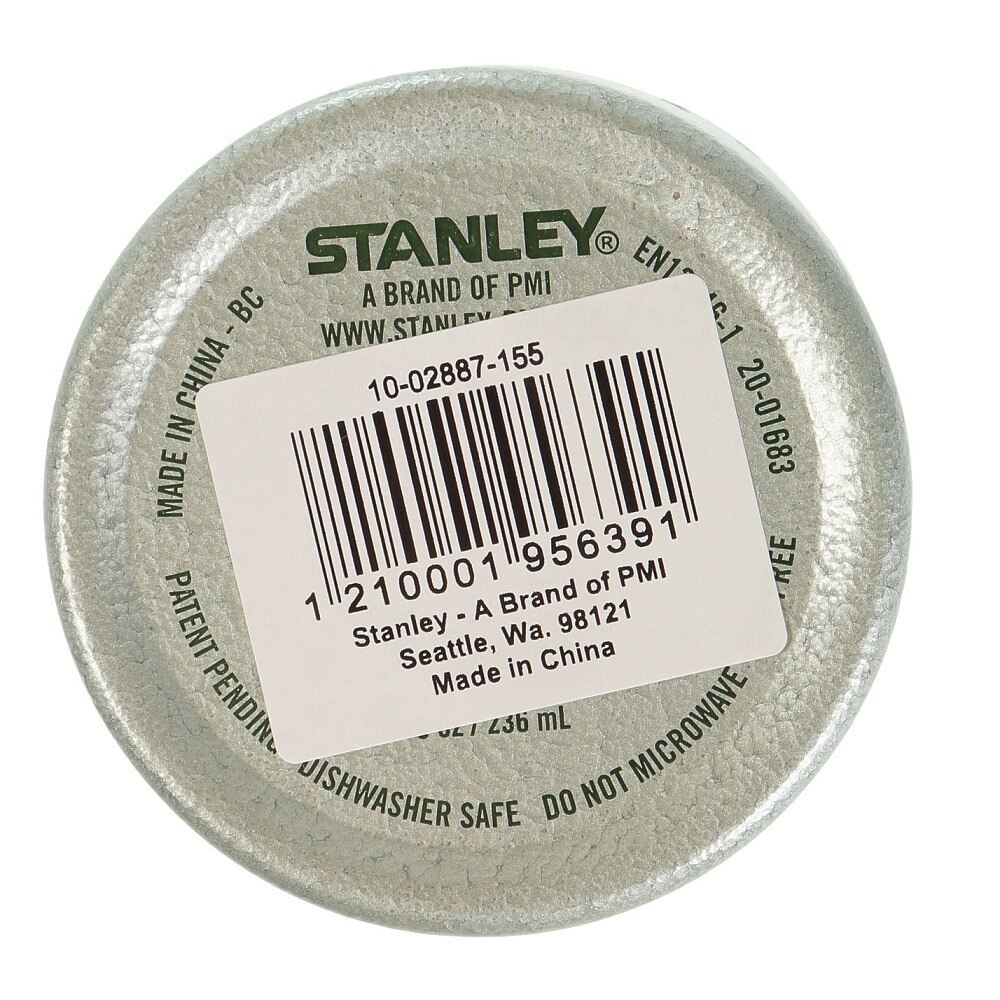 STANLEY®
A BRAND OF PMI
MADE IN CHINA - BC
20-01683
10-02887-155
1 210001 956391
Stanley - A Brand of PMI
Seattle, Wa. 98121
Made in China
236 mL
PATENT PENDING
DISHWASHER SAFE
DO NOT MICROWAVE